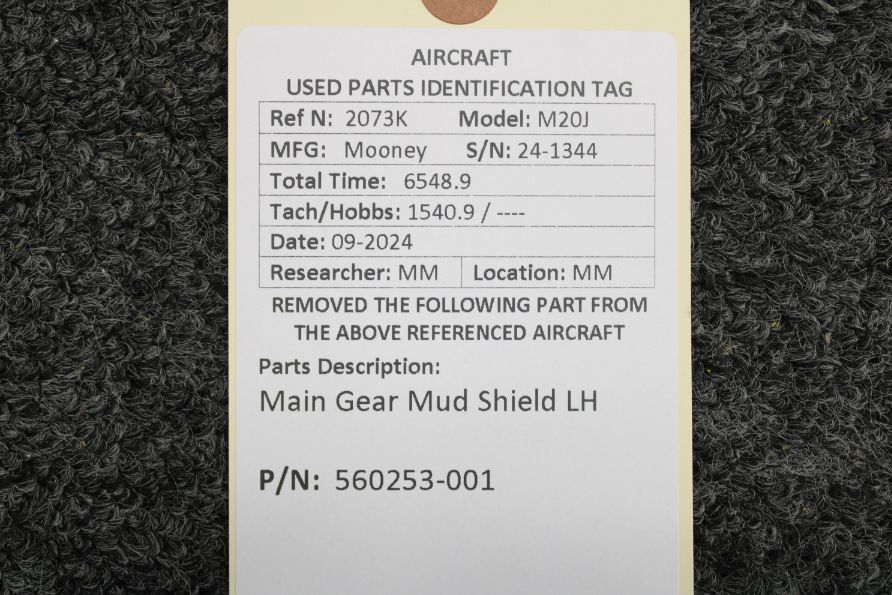 AIRCRAFT
USED PARTS IDENTIFICATION TAG
Ref N: 2073K Model: M20J
MFG: Mooney S/N: 24-1344
Total Time: 6548.9
Tach/Hobbs: 1540.9 / ----
Date: 09-2024
Researcher: MM Location: MM
REMOVED THE FOLLOWING PART FROM
THE ABOVE REFERENCED AIRCRAFT
Parts Description:
Main Gear Mud Shield LH
P/N: 560253-001